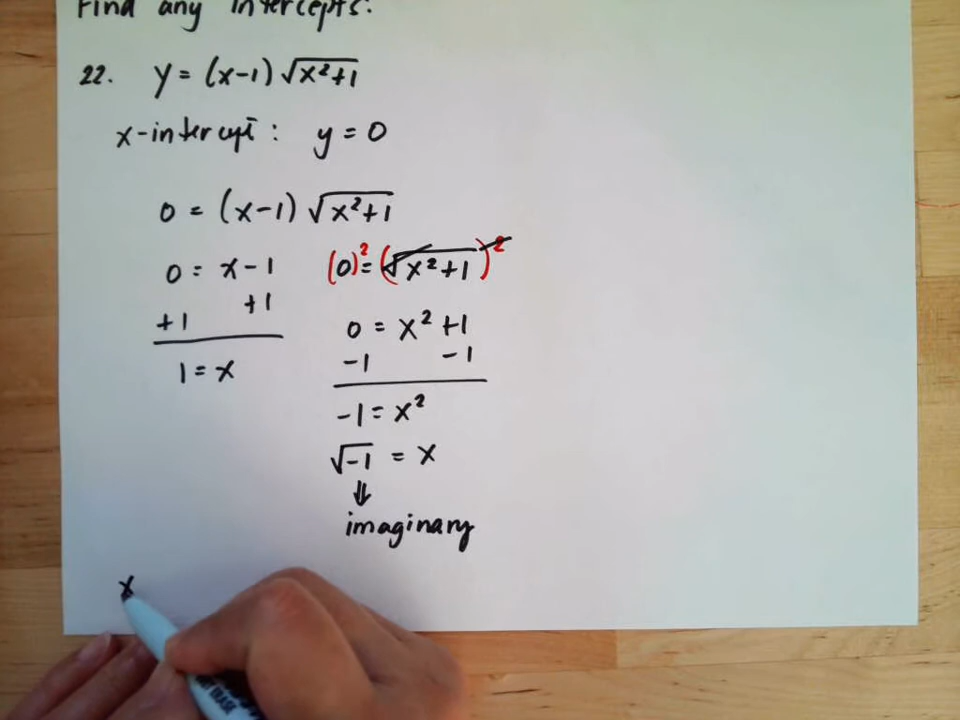 Find any intercepts.
22. y = (x-1) √x²+1
x-intercept : y = 0
0 = (x-1) √x²+1
0 = x-1
+1 +1
1 = x
(0)² = (√x²+1)²
0 = x² +1
-1 -1
-1 = x²
√-1 = x
⇓
imaginary
x